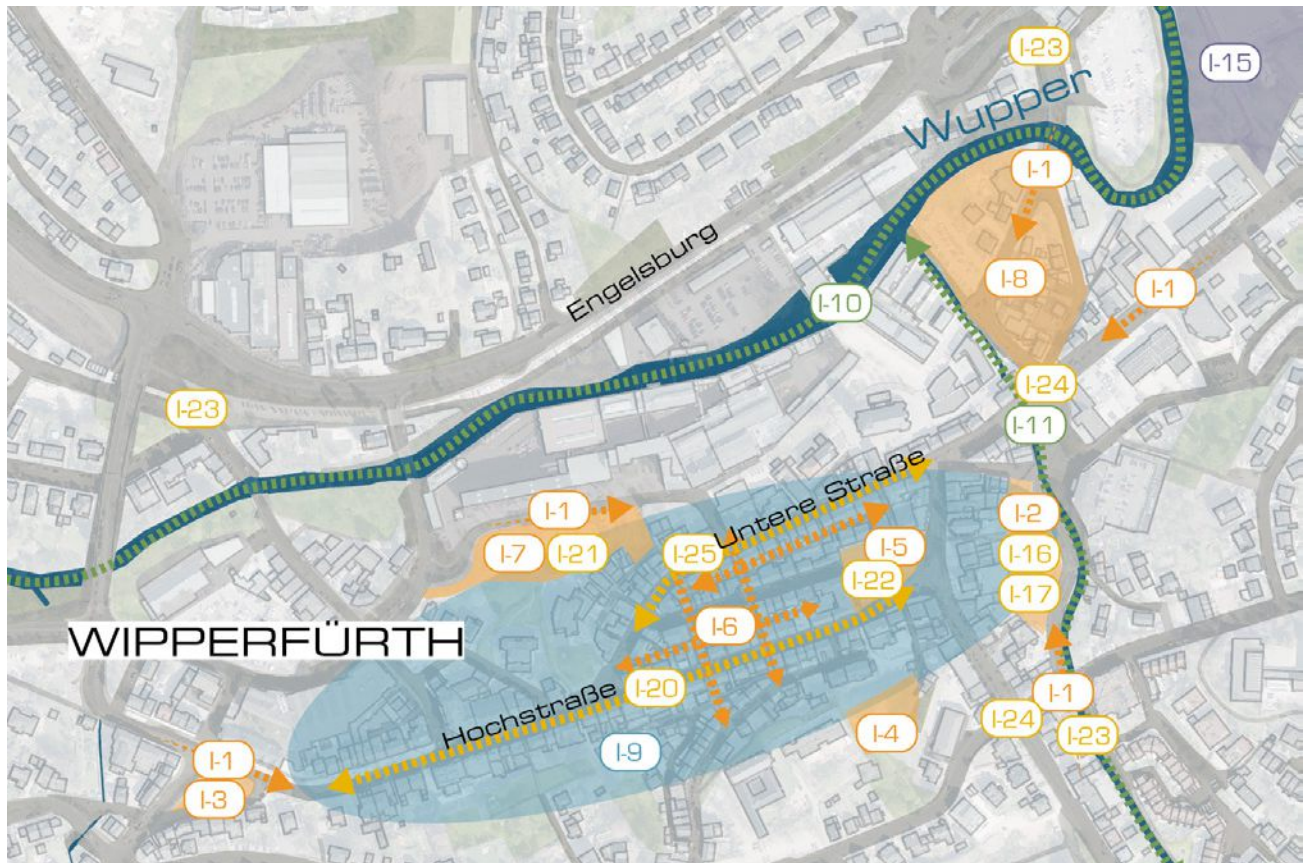 I-23
I-15
Wupper
I-1
I-8
I-1
Engelsburg
I-10
I-24
I-23
I-11
Untere Straße
I-1
I-2
I-7
I-21
I-25
I-5
I-16
I-22
I-17
I-6
WIPPERFÜRTH
I-20
I-1
Hochstraße
I-24
I-23
I-4
I-9
I-1
I-3